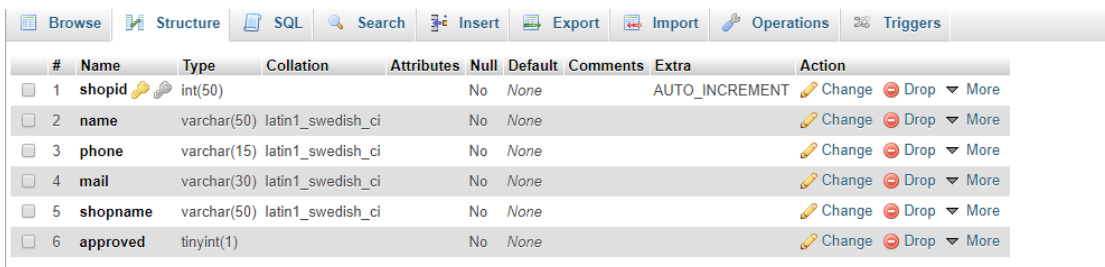 Browse Structure SQL Search Insert Export Import Operations Triggers
# Name Type Collation Attributes Null Default Comments Extra Action
1 shopid int(50) No None AUTO_INCREMENT Change Drop More
2 name varchar(50) latin1_swedish_ci No None Change Drop More
3 phone varchar(15) latin1_swedish_ci No None Change Drop More
4 mail varchar(30) latin1_swedish_ci No None Change Drop More
5 shopname varchar(50) latin1_swedish_ci No None Change Drop More
6 approved tinyint(1) No None Change Drop More